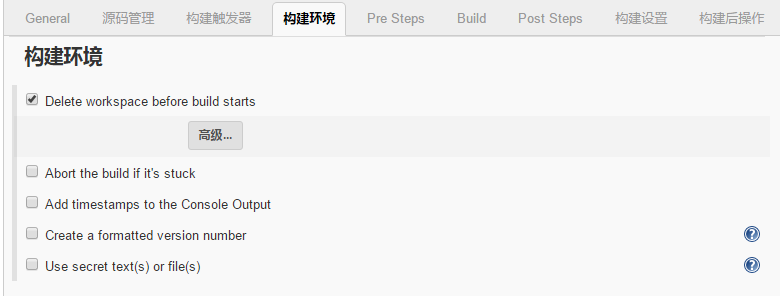 General 源码管理 构建触发器 构建环境 Pre Steps Build Post Steps 构建设置 构建后操作
构建环境
Delete workspace before build starts
高级...
Abort the build if it's stuck
Add timestamps to the Console Output
Create a formatted version number
Use secret text(s) or file(s)